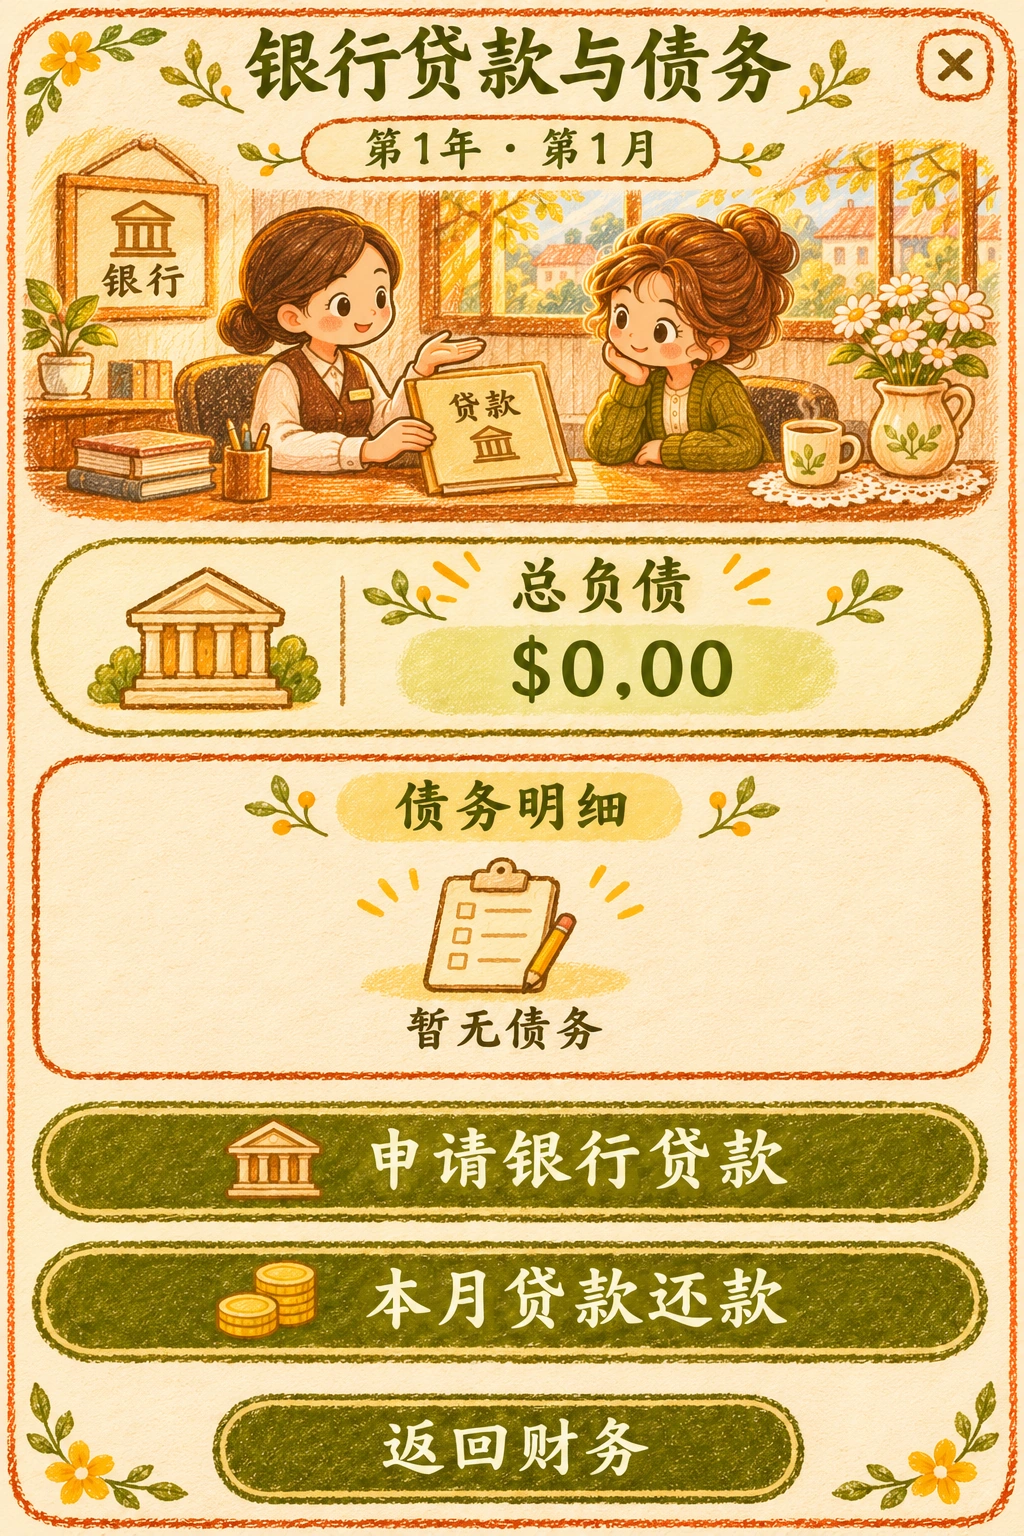 银行贷款与债务
第1年 · 第1月
银行
贷款
总负债
$0.00
债务明细
暂无债务
申请银行贷款
本月贷款还款
返回财务